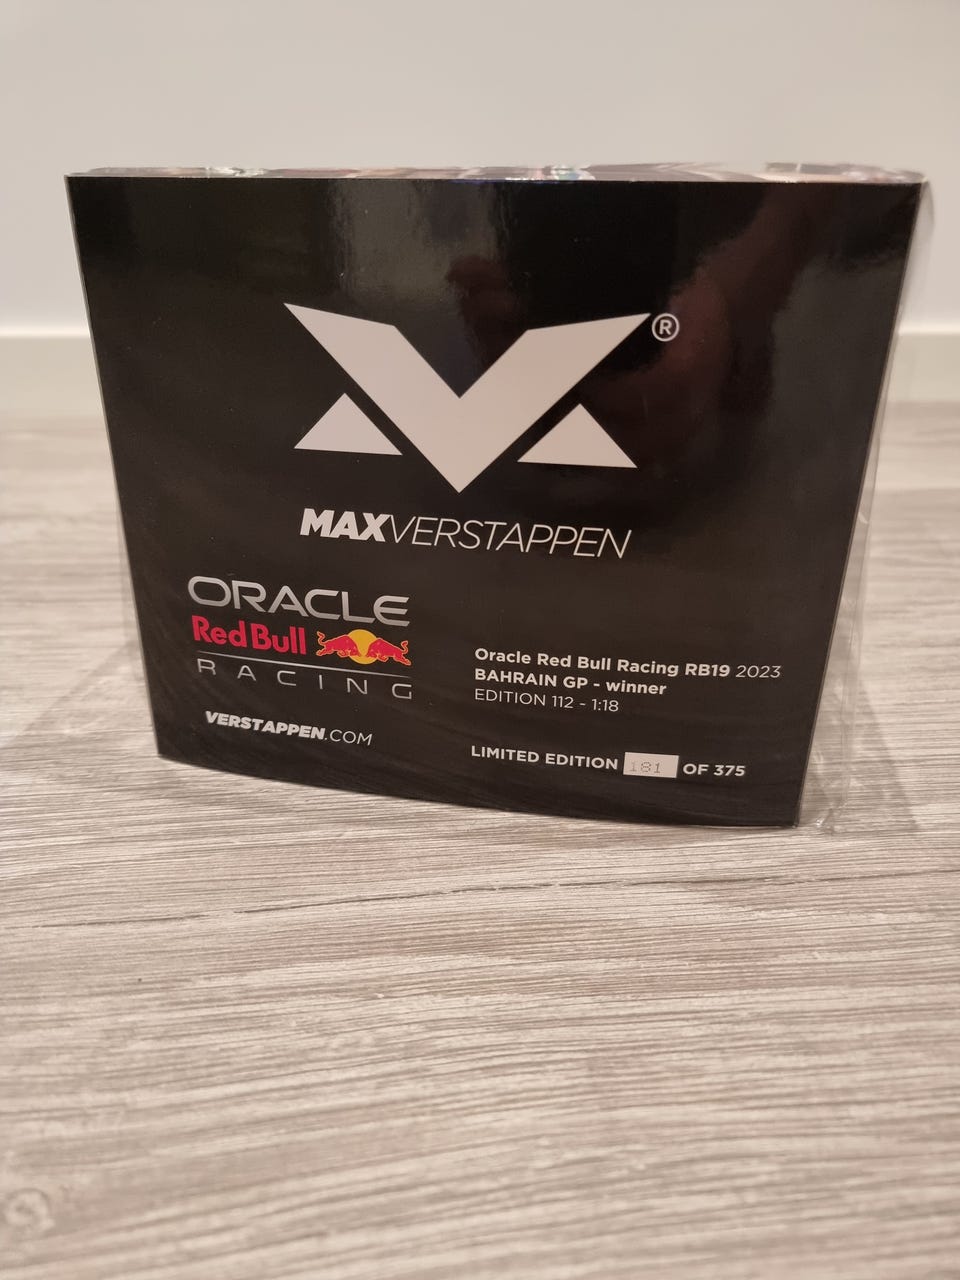 ®
MAXVERSTAPPEN
ORACLE
Red Bull
RACING
VERSTAPPEN.COM
Oracle Red Bull Racing RB19 2023
BAHRAIN GP - winner
EDITION 112 - 1:18
LIMITED EDITION 181 OF 375